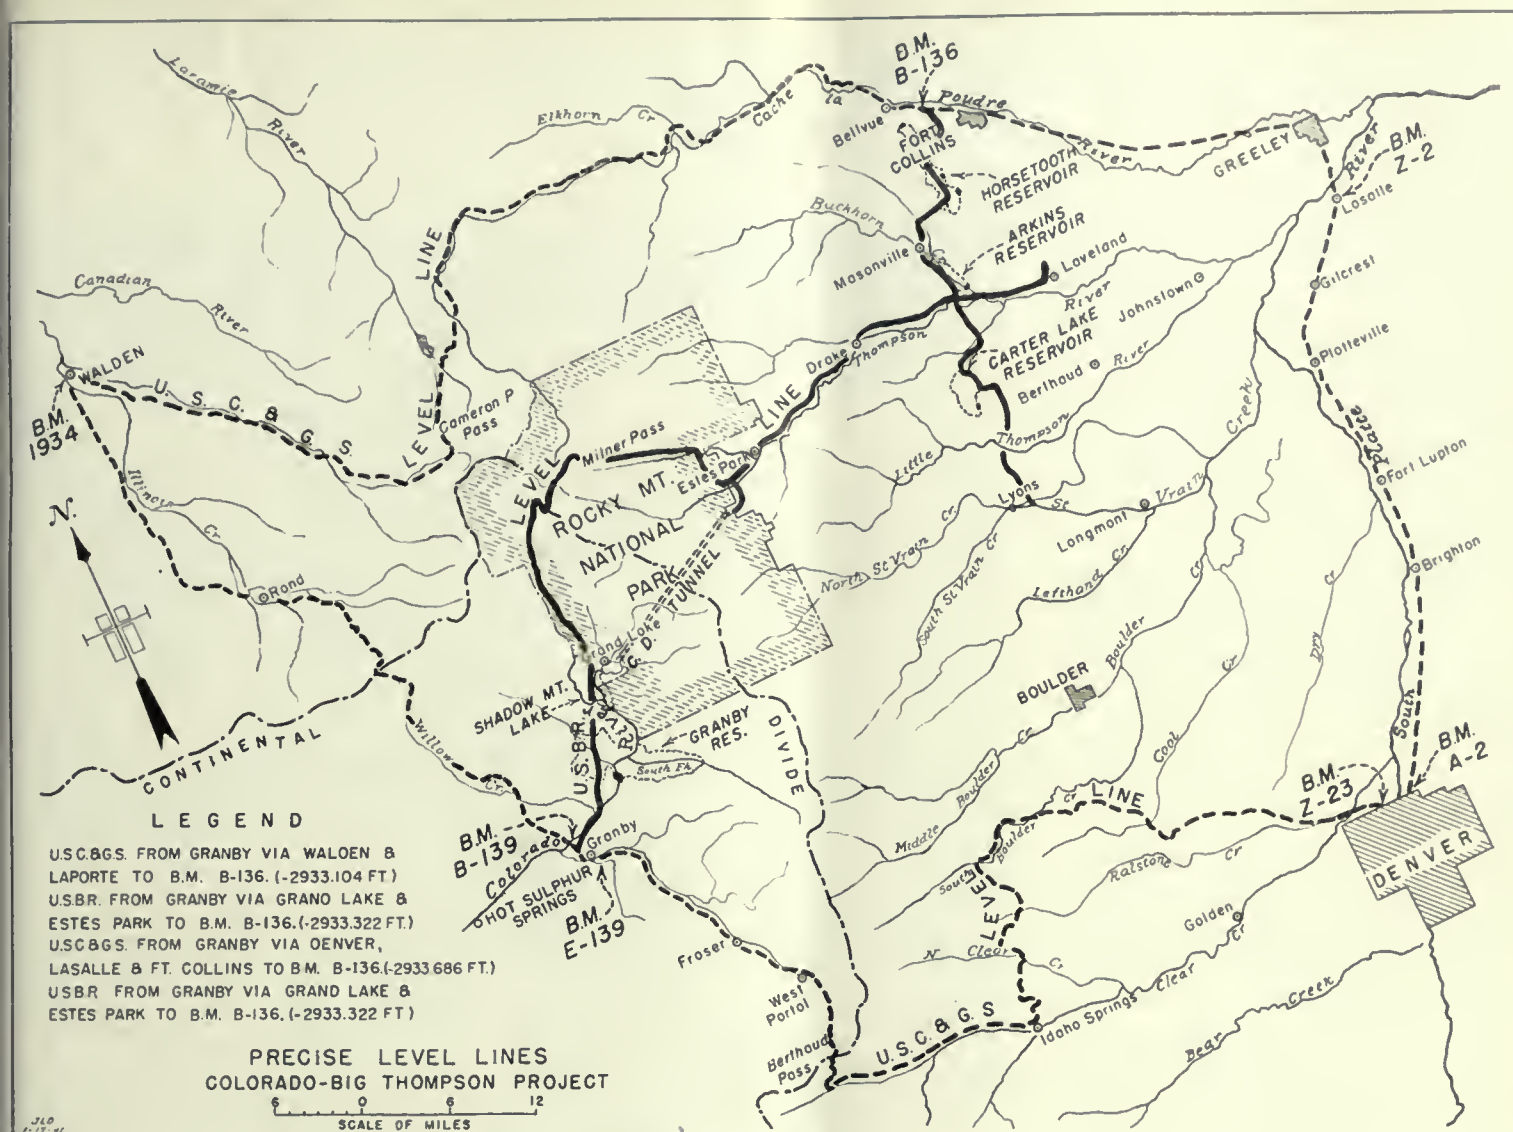 Laramie
River
Elkhorn Cr
Cache la Poudre River
B.M.
B-136
Bellvue
FORT
COLLINS
HORSETOOTH
RESERVOIR
GREELEY
River
B.M.
Z-2
Lasalle
Buckhorn
Cr.
ARKINS
RESERVOIR
Masonville
Loveland
River
Johnstown
Gilcrest
Canadian
River
LEVEL LINE
WALDEN
B.M.
1934
U. S. C. & G. S.
Cameron P
Pass
Drake
Thompson
CARTER LAKE
RESERVOIR
Berthoud
River
Platteville
Creek
LEVEL LINE
Milner Pass
Estes Park
Little
Thompson
Platte
Fort Lupton
Illinois
Cr
N.
ROCKY MT.
NATIONAL
PARK
Lyons
St
Vrain
Longmont
Cr.
North St Vrain
South St Vrain Cr
Lefthand Cr.
Cr
Cr
Brighton
Rand
C. D. TUNNEL
Grand Lake
Boulder
Cr
Dry
BOULDER
SHADOW MT.
LAKE
U.S.B.R.
GRANBY
RES.
South Fk
CONTINENTAL
DIVIDE
Willow
Cr.
Middle Boulder Cr
Coal
South
B.M.
A-2
B.M.
Z-23
Cr
LINE
B.M.
B-139
Granby
Colorado
HOT SULPHUR
SPRINGS
B.M.
E-139
South Boulder
LEVEL
Ralstone Cr
DENVER
Golden
Cr
Fraser
N Clear
Cr
Clear
West
Portal
Idaho Springs
Creek
Bear
Berthoud
Pass
U.S.C. & G. S
LEGEND
U.S.C.&G.S. FROM GRANBY VIA WALOEN &
LAPORTE TO B.M. B-136. (-2933.104 FT.)
U.S.B.R. FROM GRANBY VIA GRANO LAKE &
ESTES PARK TO B.M. B-136.(-2933.322 FT.)
U.S.C.&G.S. FROM GRANBY VIA OENVER,
LASALLE & FT. COLLINS TO B.M. B-136.(-2933.686 FT.)
U.S.B.R. FROM GRANBY VIA GRAND LAKE &
ESTES PARK TO B.M. B-136. (-2933.322 FT)
PRECISE LEVEL LINES
COLORADO-BIG THOMPSON PROJECT
6 0 6 12
SCALE OF MILES